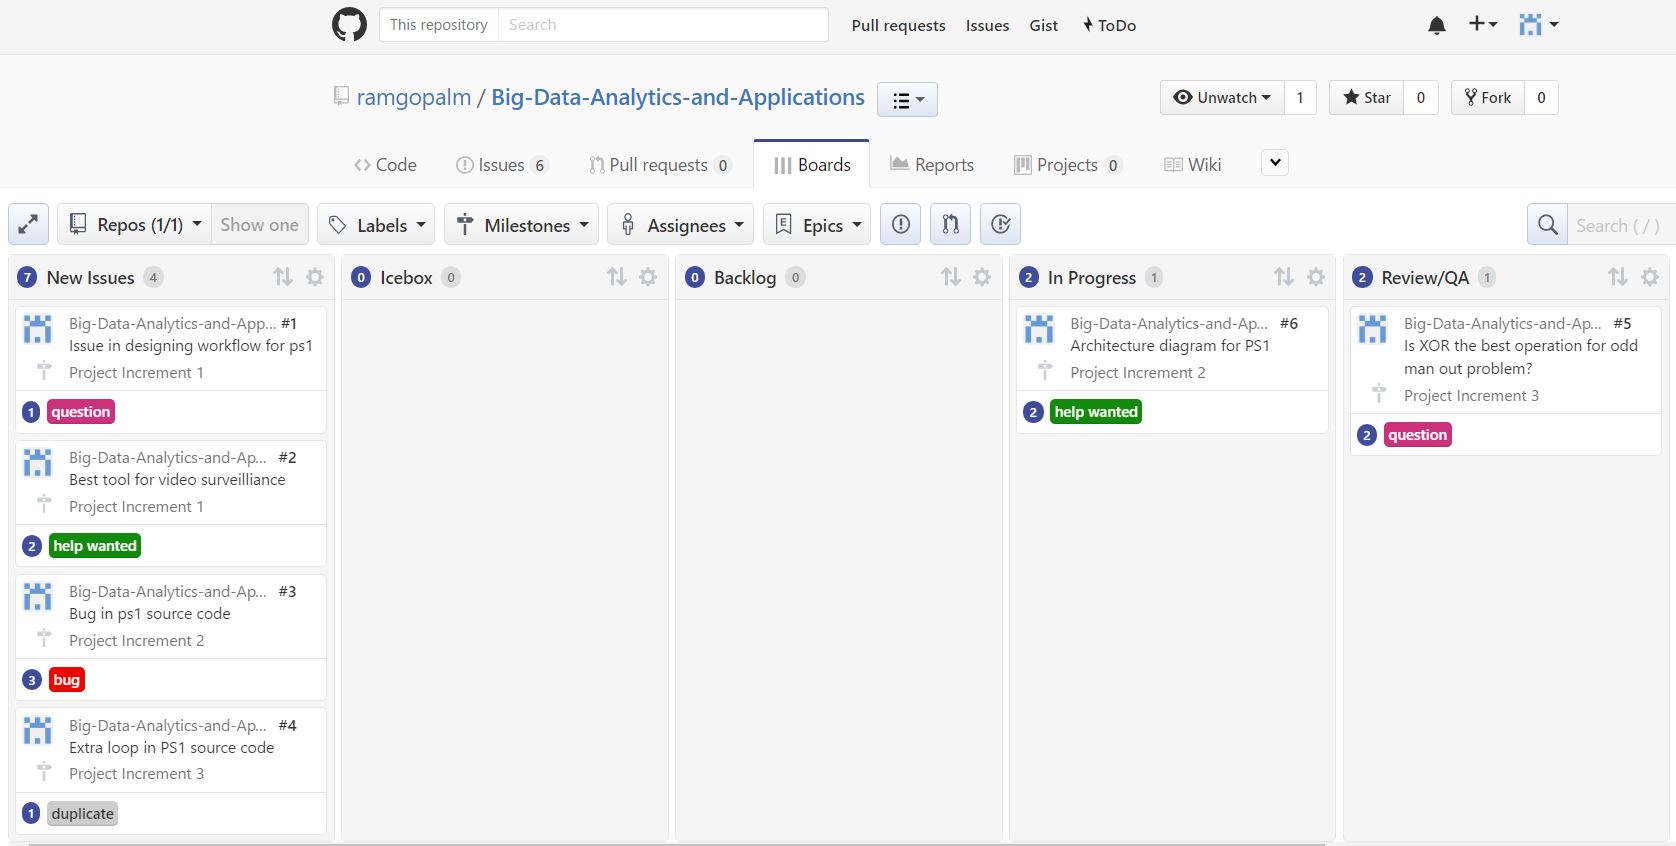 This repository Search Pull requests Issues Gist ToDo
ramgopalm / Big-Data-Analytics-and-Applications Unwatch 1 Star 0 Fork 0
Code Issues 6 Pull requests 0 Boards Reports Projects 0 Wiki
Repos (1/1) Show one Labels Milestones Assignees E Epics Search ( / )
7 New Issues 4
Big-Data-Analytics-and-App... #1
Issue in designing workflow for ps1
Project Increment 1
1 question
Big-Data-Analytics-and-Ap... #2
Best tool for video surveilliance
Project Increment 1
2 help wanted
Big-Data-Analytics-and-Ap... #3
Bug in ps1 source code
Project Increment 2
3 bug
Big-Data-Analytics-and-Ap... #4
Extra loop in PS1 source code
Project Increment 3
1 duplicate
0 Icebox 0
0 Backlog 0
2 In Progress 1
Big-Data-Analytics-and-Ap... #6
Architecture diagram for PS1
Project Increment 2
2 help wanted
2 Review/QA 1
Big-Data-Analytics-and-Ap... #5
Is XOR the best operation for odd
man out problem?
Project Increment 3
2 question